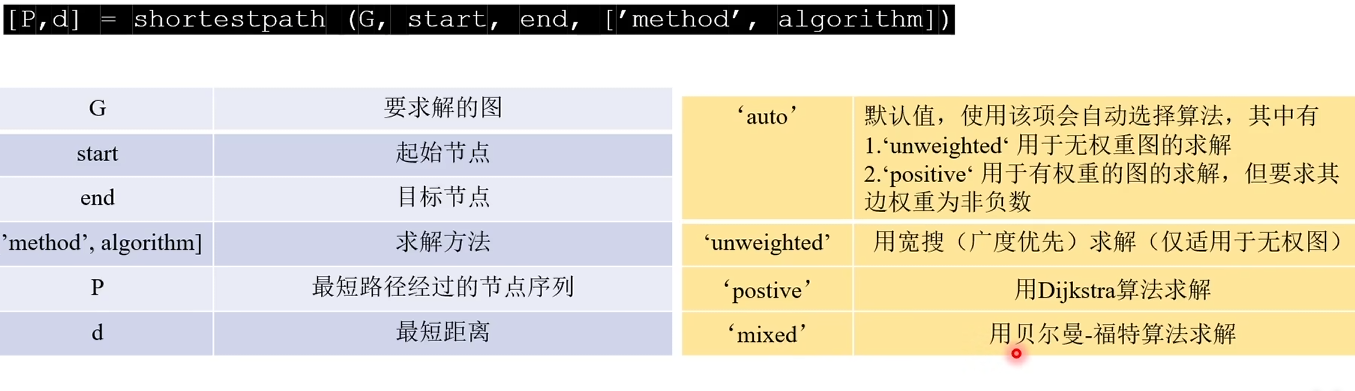 [P,d] = shortestpath (G, start, end, [’method’, algorithm])
G 要求解的图
start 起始节点
end 目标节点
’method’, algorithm] 求解方法
P 最短路径经过的节点序列
d 最短距离
‘auto’ 默认值，使用该项会自动选择算法，其中有
1.‘unweighted‘ 用于无权重图的求解
2.‘positive‘ 用于有权重的图的求解，但要求其
边权重为非负数
‘unweighted’ 用宽搜（广度优先）求解（仅适用于无权图）
‘postive’ 用Dijkstra算法求解
‘mixed’ 用贝尔曼-福特算法求解